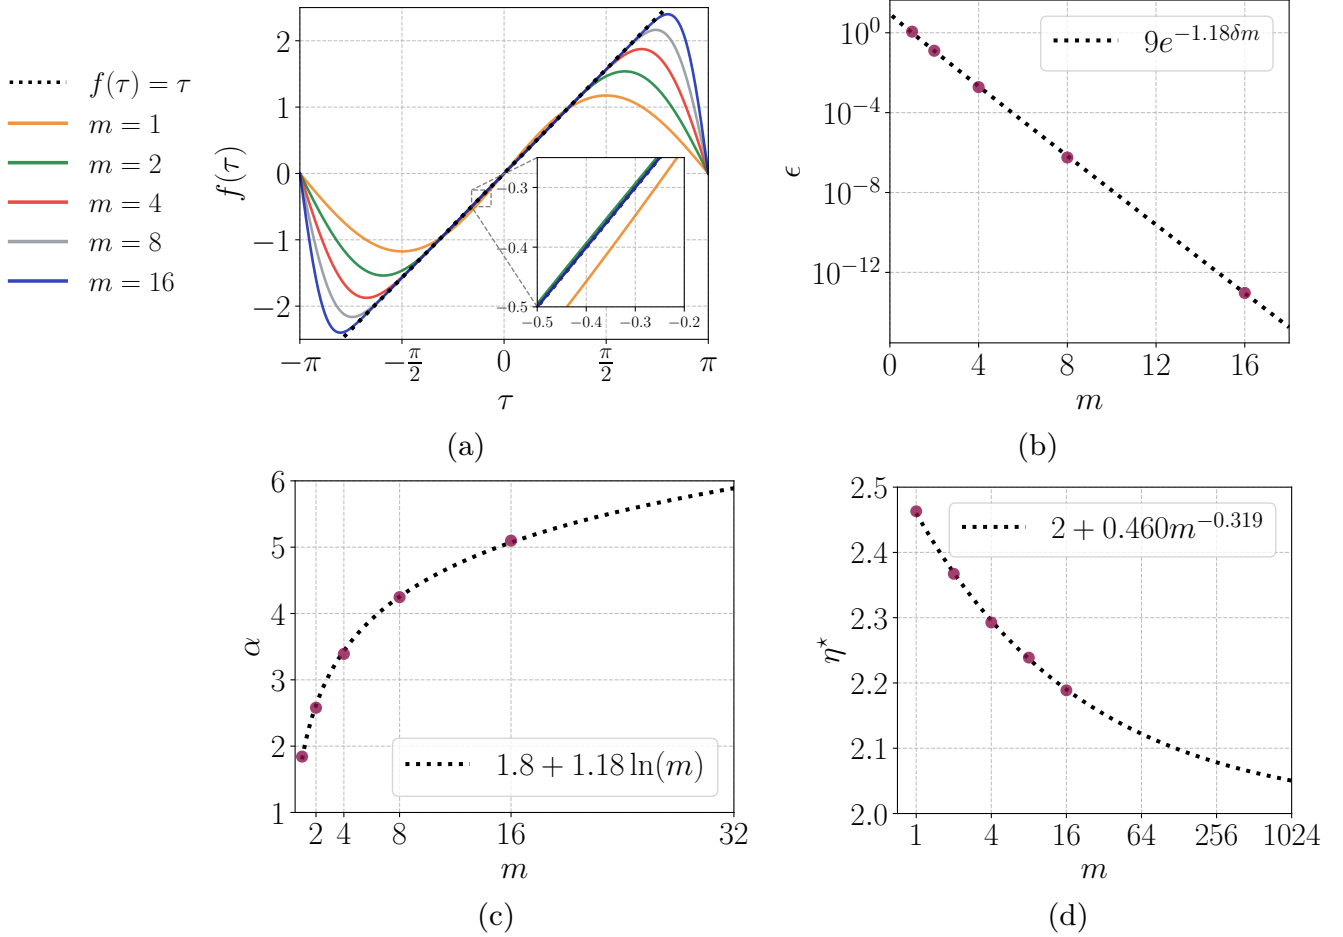 f(τ) = τ
m = 1
m = 2
m = 4
m = 8
m = 16
f(τ)
2
1
0
−1
−2
−π
−π/2
0
π/2
π
τ
−0.3
−0.4
−0.5
−0.5
−0.4
−0.3
−0.2
(a)
ϵ
10⁰
10⁻⁴
10⁻⁸
10⁻¹²
9e^{−1.18δm}
0
4
8
12
16
m
(b)
α
6
5
4
3
2
1
1.8 + 1.18 ln(m)
2
4
8
16
32
m
(c)
η⋆
2.5
2.4
2.3
2.2
2.1
2.0
2 + 0.460m^{−0.319}
1
4
16
64
256
1024
m
(d)